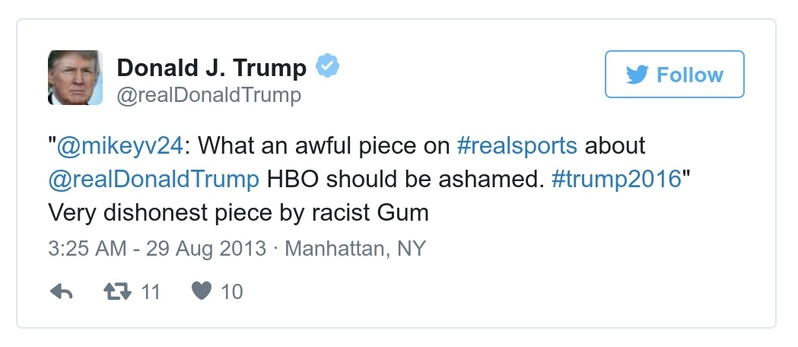 Donald J. Trump
@realDonaldTrump
Follow
"@mikeyv24: What an awful piece on #realsports about
@realDonaldTrump HBO should be ashamed. #trump2016"
Very dishonest piece by racist Gum
3:25 AM - 29 Aug 2013 · Manhattan, NY
11 10